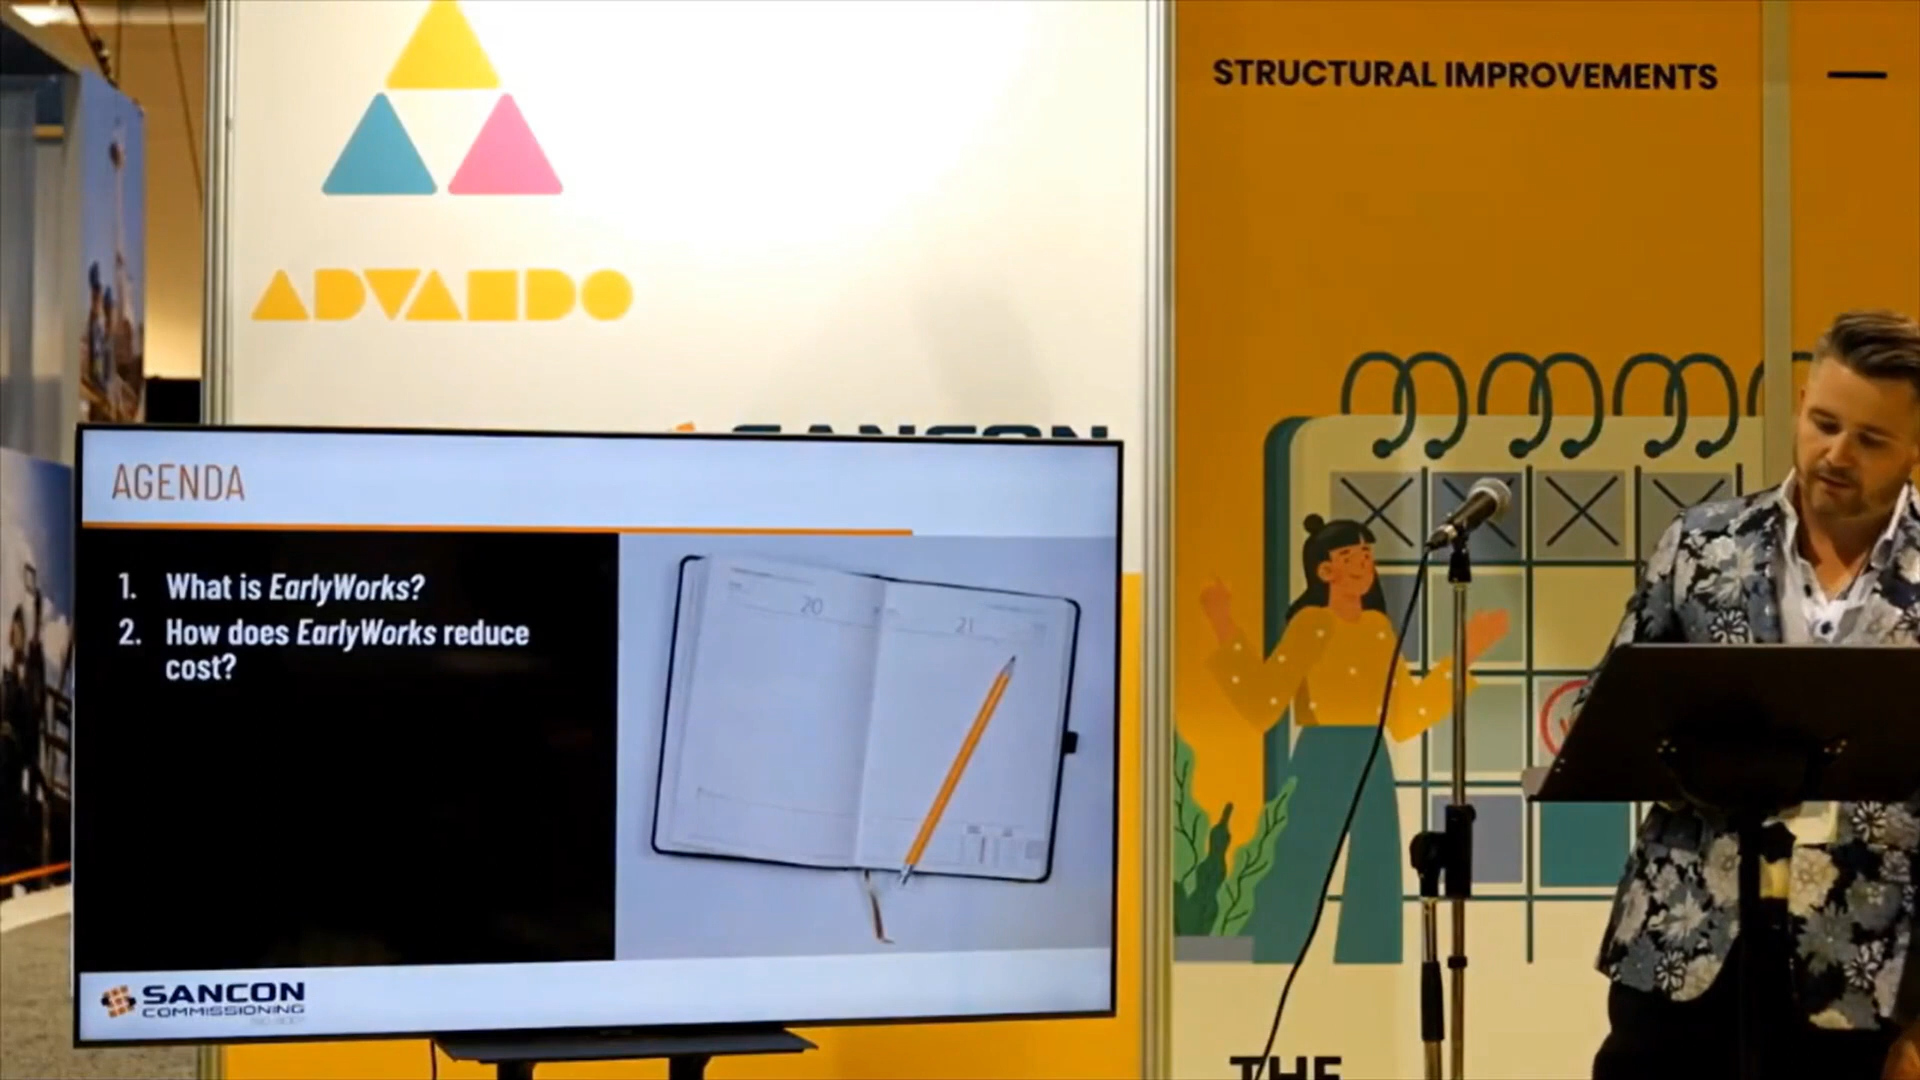 STRUCTURAL IMPROVEMENTS
ADVANDO
SANCON
AGENDA
1. What is EarlyWorks?
2. How does EarlyWorks reduce
cost?
20
21
SANCON
COMMISSIONING
THE